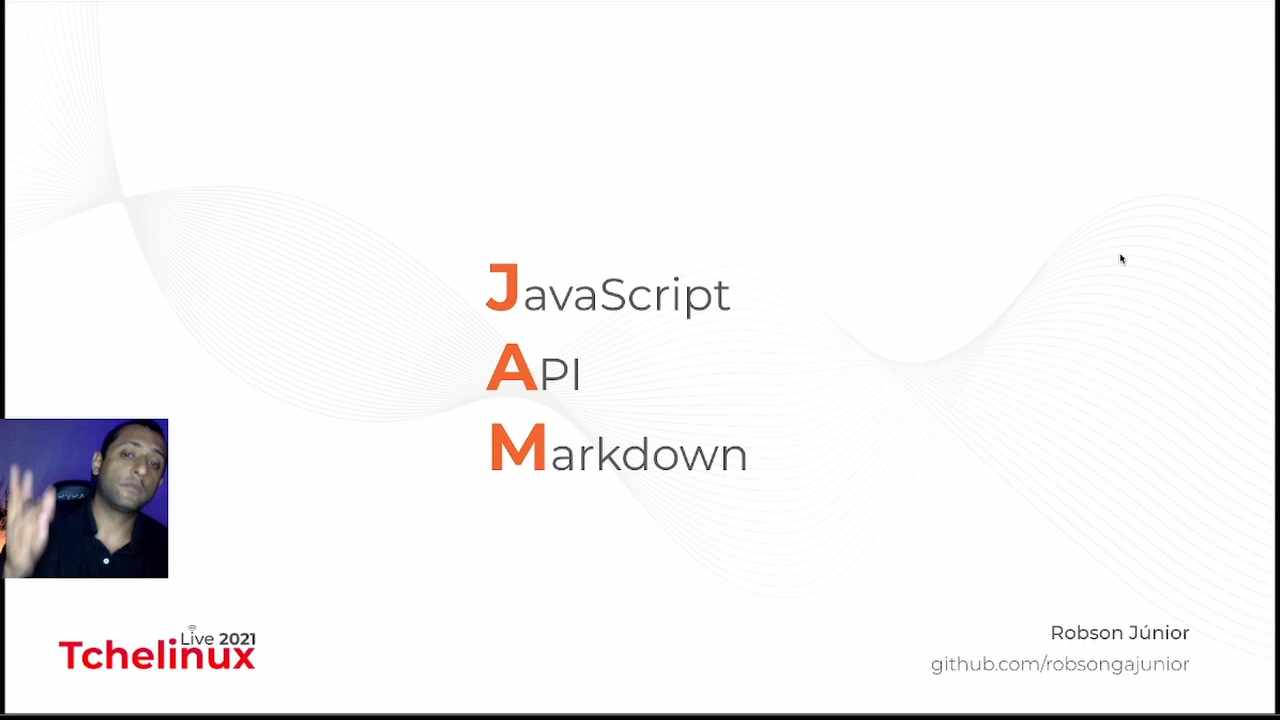 JavaScript
API
Markdown
Live 2021
Tchelinux
Robson Júnior
github.com/robsongajunior